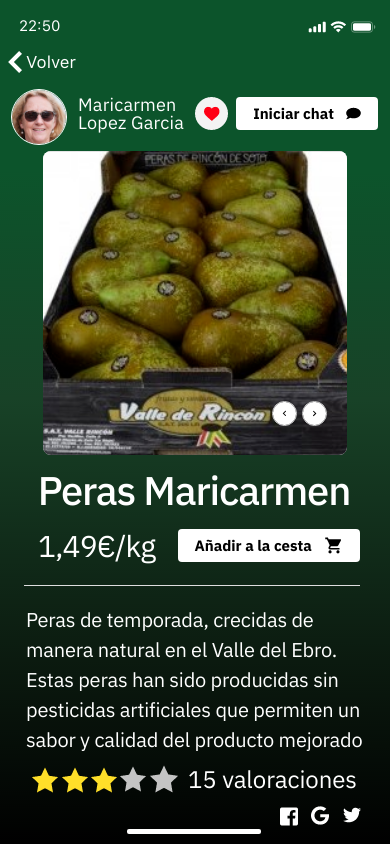 22:50
Volver
Maricarmen
Lopez Garcia
Iniciar chat
PERAS DE RINCÓN DE SOTO
Valle de Rincón
S.A.T. VALLE RINCÓN
Peras Maricarmen
1,49€/kg
Añadir a la cesta
Peras de temporada, crecidas de
manera natural en el Valle del Ebro.
Estas peras han sido producidas sin
pesticidas artificiales que permiten un
sabor y calidad del producto mejorado
15 valoraciones